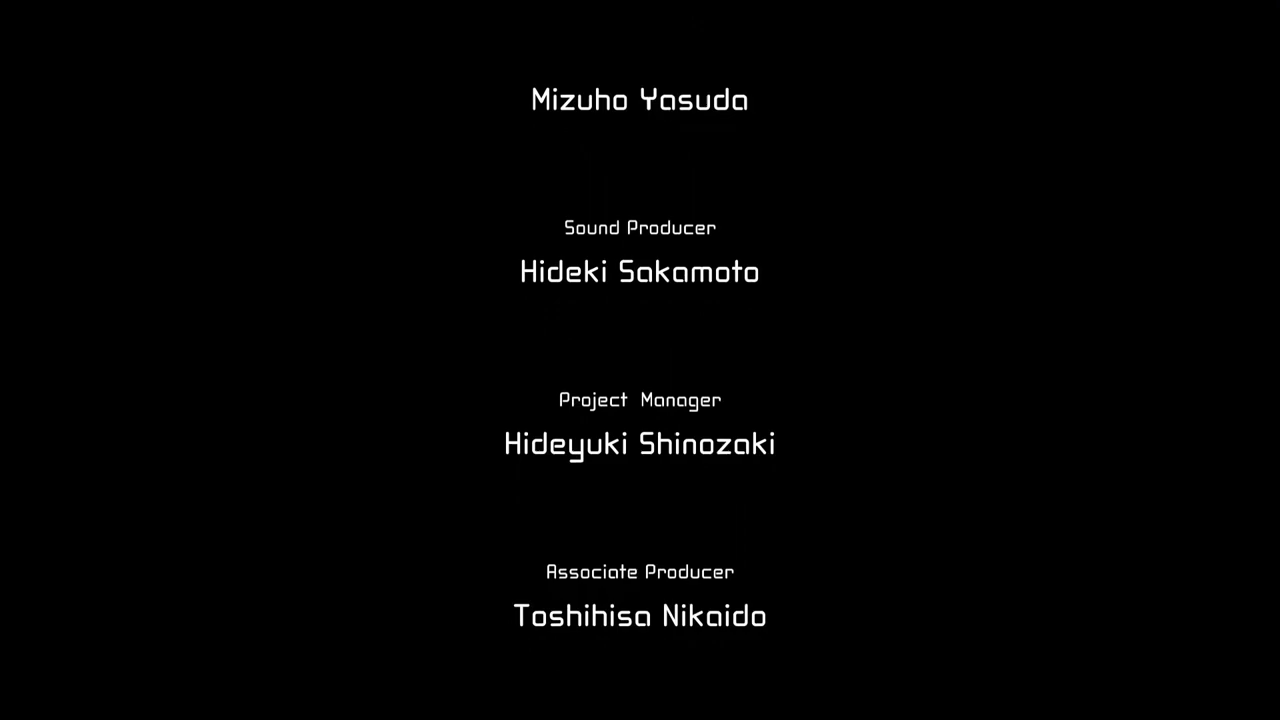 Mizuho Yasuda
Sound Producer
Hideki Sakamoto
Project Manager
Hideyuki Shinozaki
Associate Producer
Toshihisa Nikaido